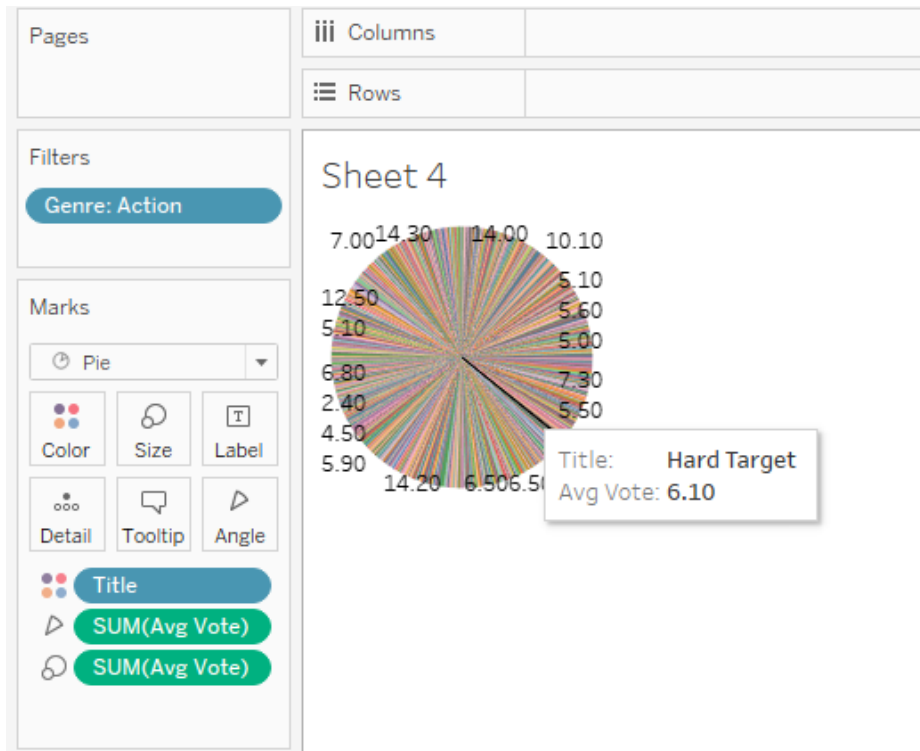 Pages
Columns
Rows
Filters
Genre: Action
Marks
Pie
Color
Size
T
Label
Detail
Tooltip
Angle
Title
SUM(Avg Vote)
SUM(Avg Vote)
Sheet 4
7.00
14.30
14.00
10.10
5.10
12.50
5.60
5.10
5.00
6.80
7.30
2.40
5.50
4.50
5.90
14.20
6.50
6.50
Title: Hard Target
Avg Vote: 6.10